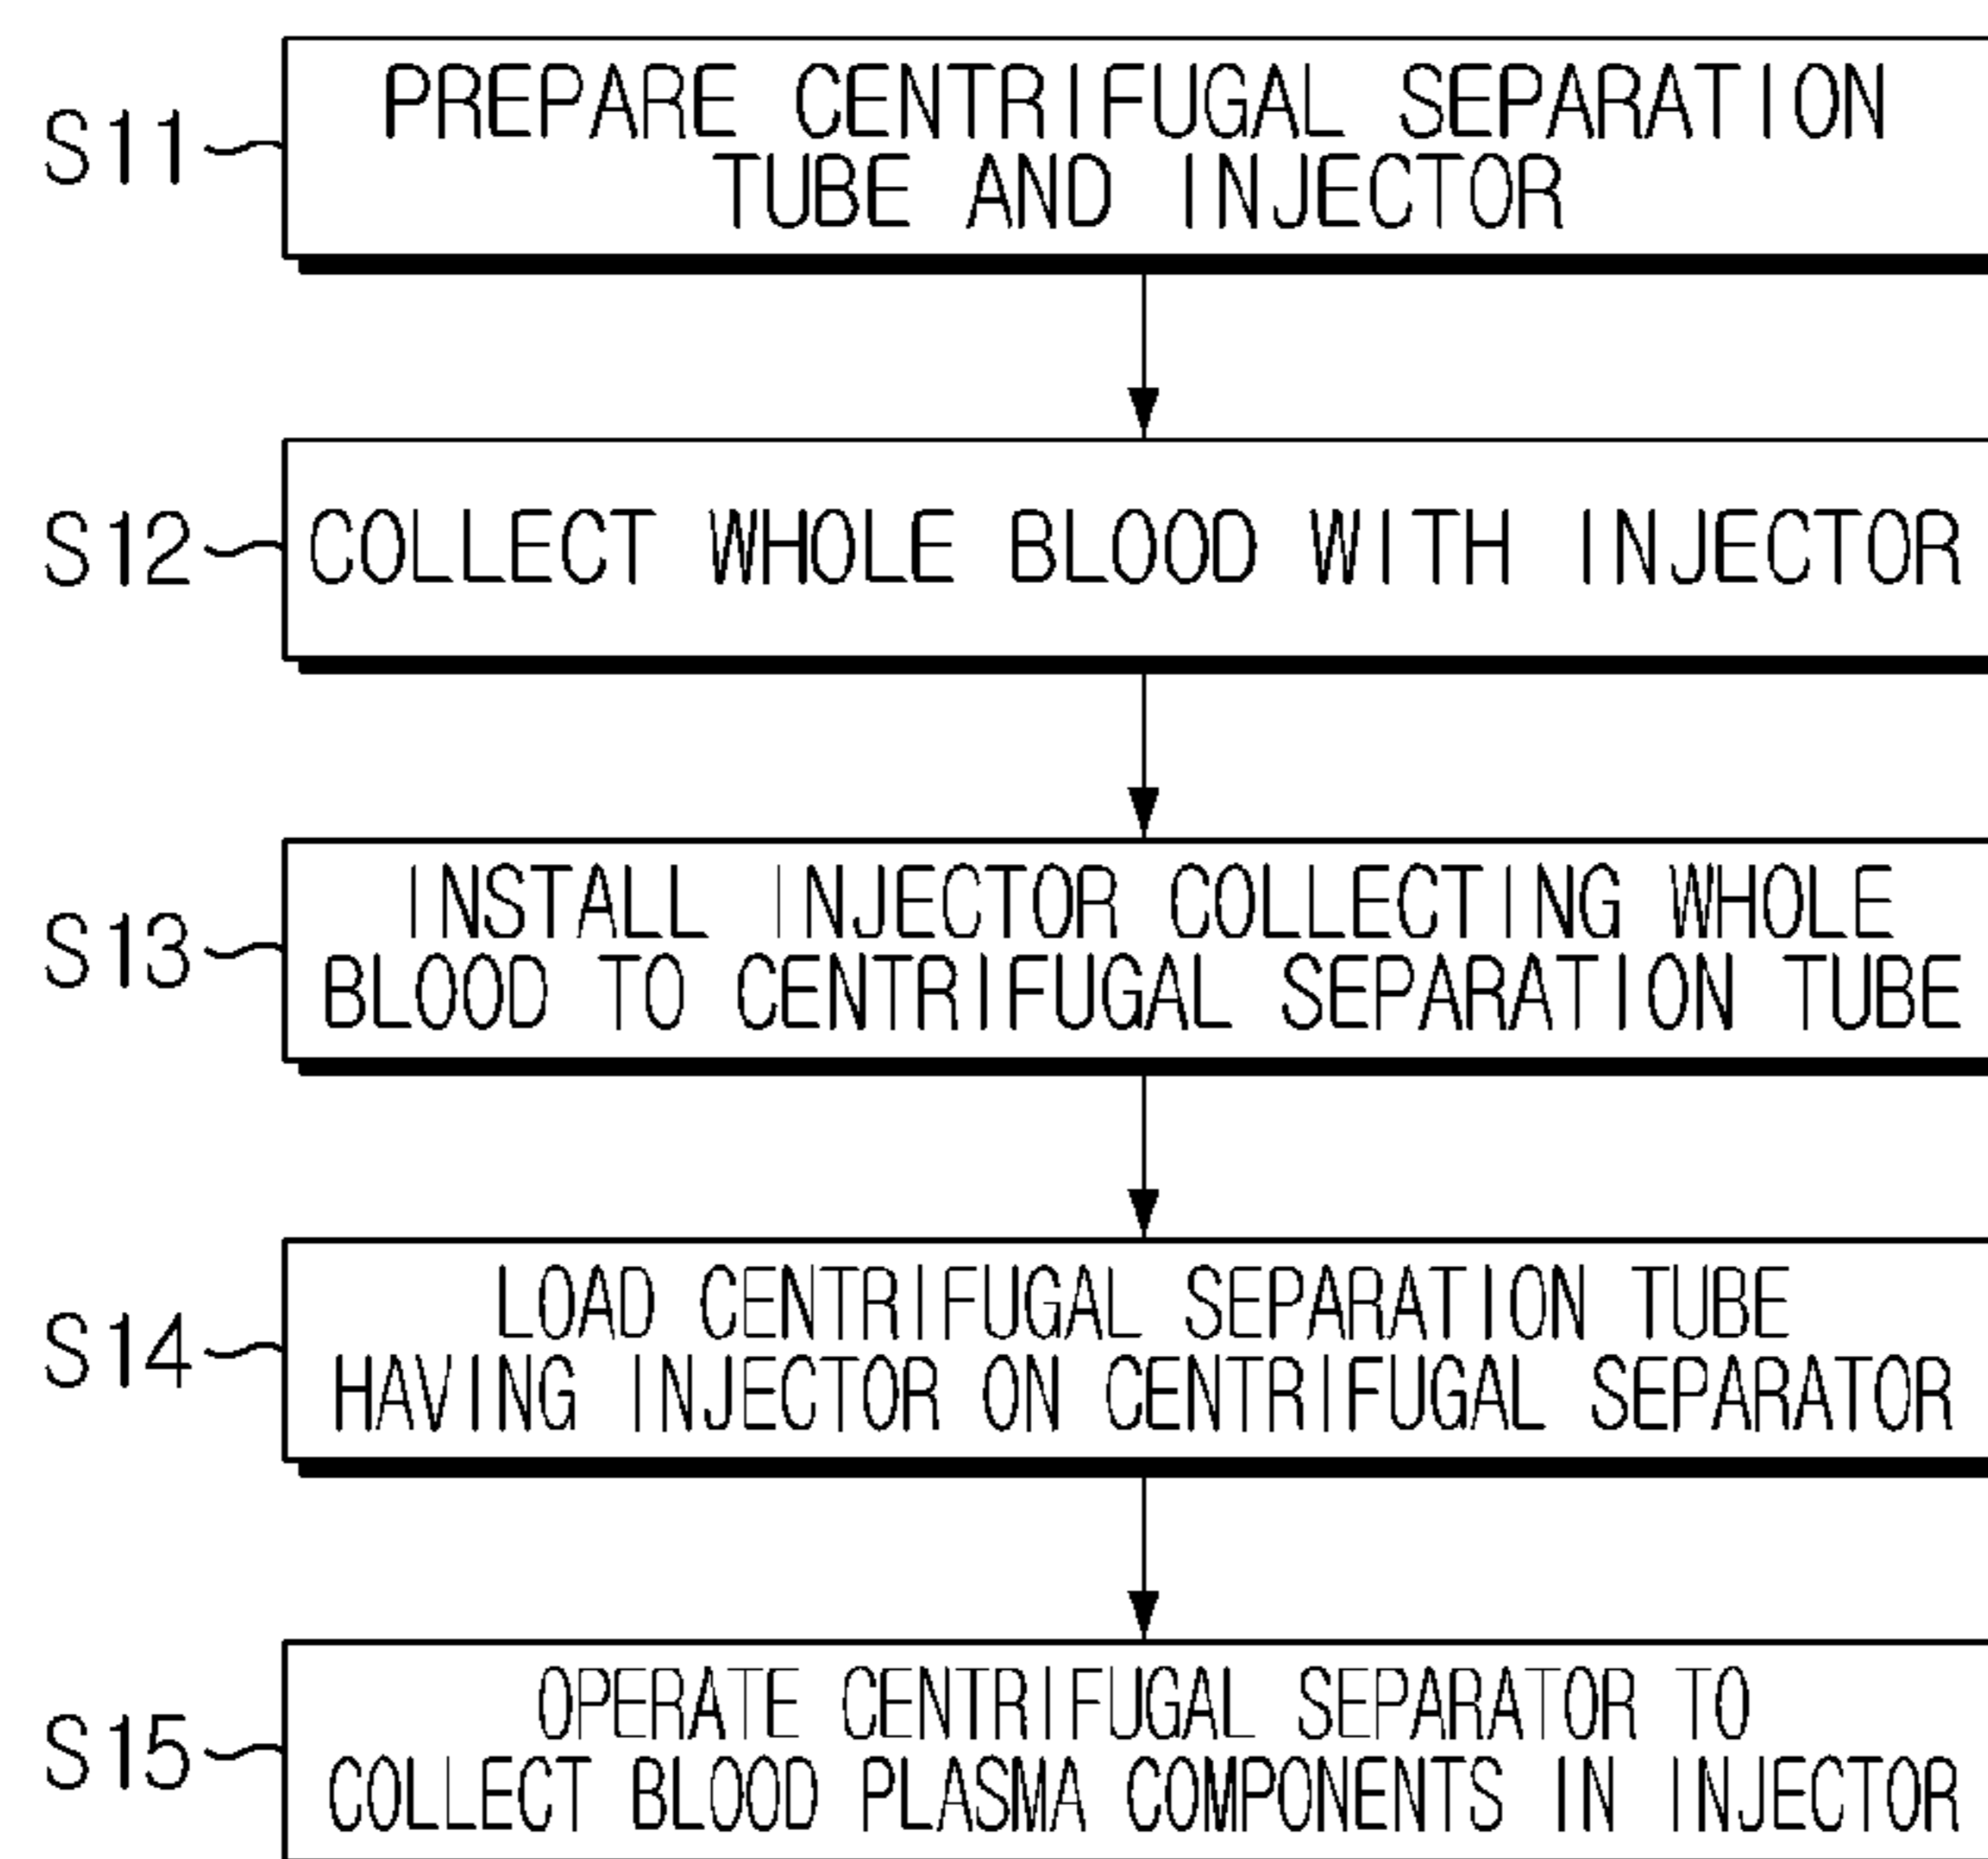 S11
PREPARE CENTRIFUGAL SEPARATION
TUBE AND INJECTOR
S12
COLLECT WHOLE BLOOD WITH INJECTOR
S13
INSTALL INJECTOR COLLECTING WHOLE
BLOOD TO CENTRIFUGAL SEPARATION TUBE
S14
LOAD CENTRIFUGAL SEPARATION TUBE
HAVING INJECTOR ON CENTRIFUGAL SEPARATOR
S15
OPERATE CENTRIFUGAL SEPARATOR TO
COLLECT BLOOD PLASMA COMPONENTS IN INJECTOR